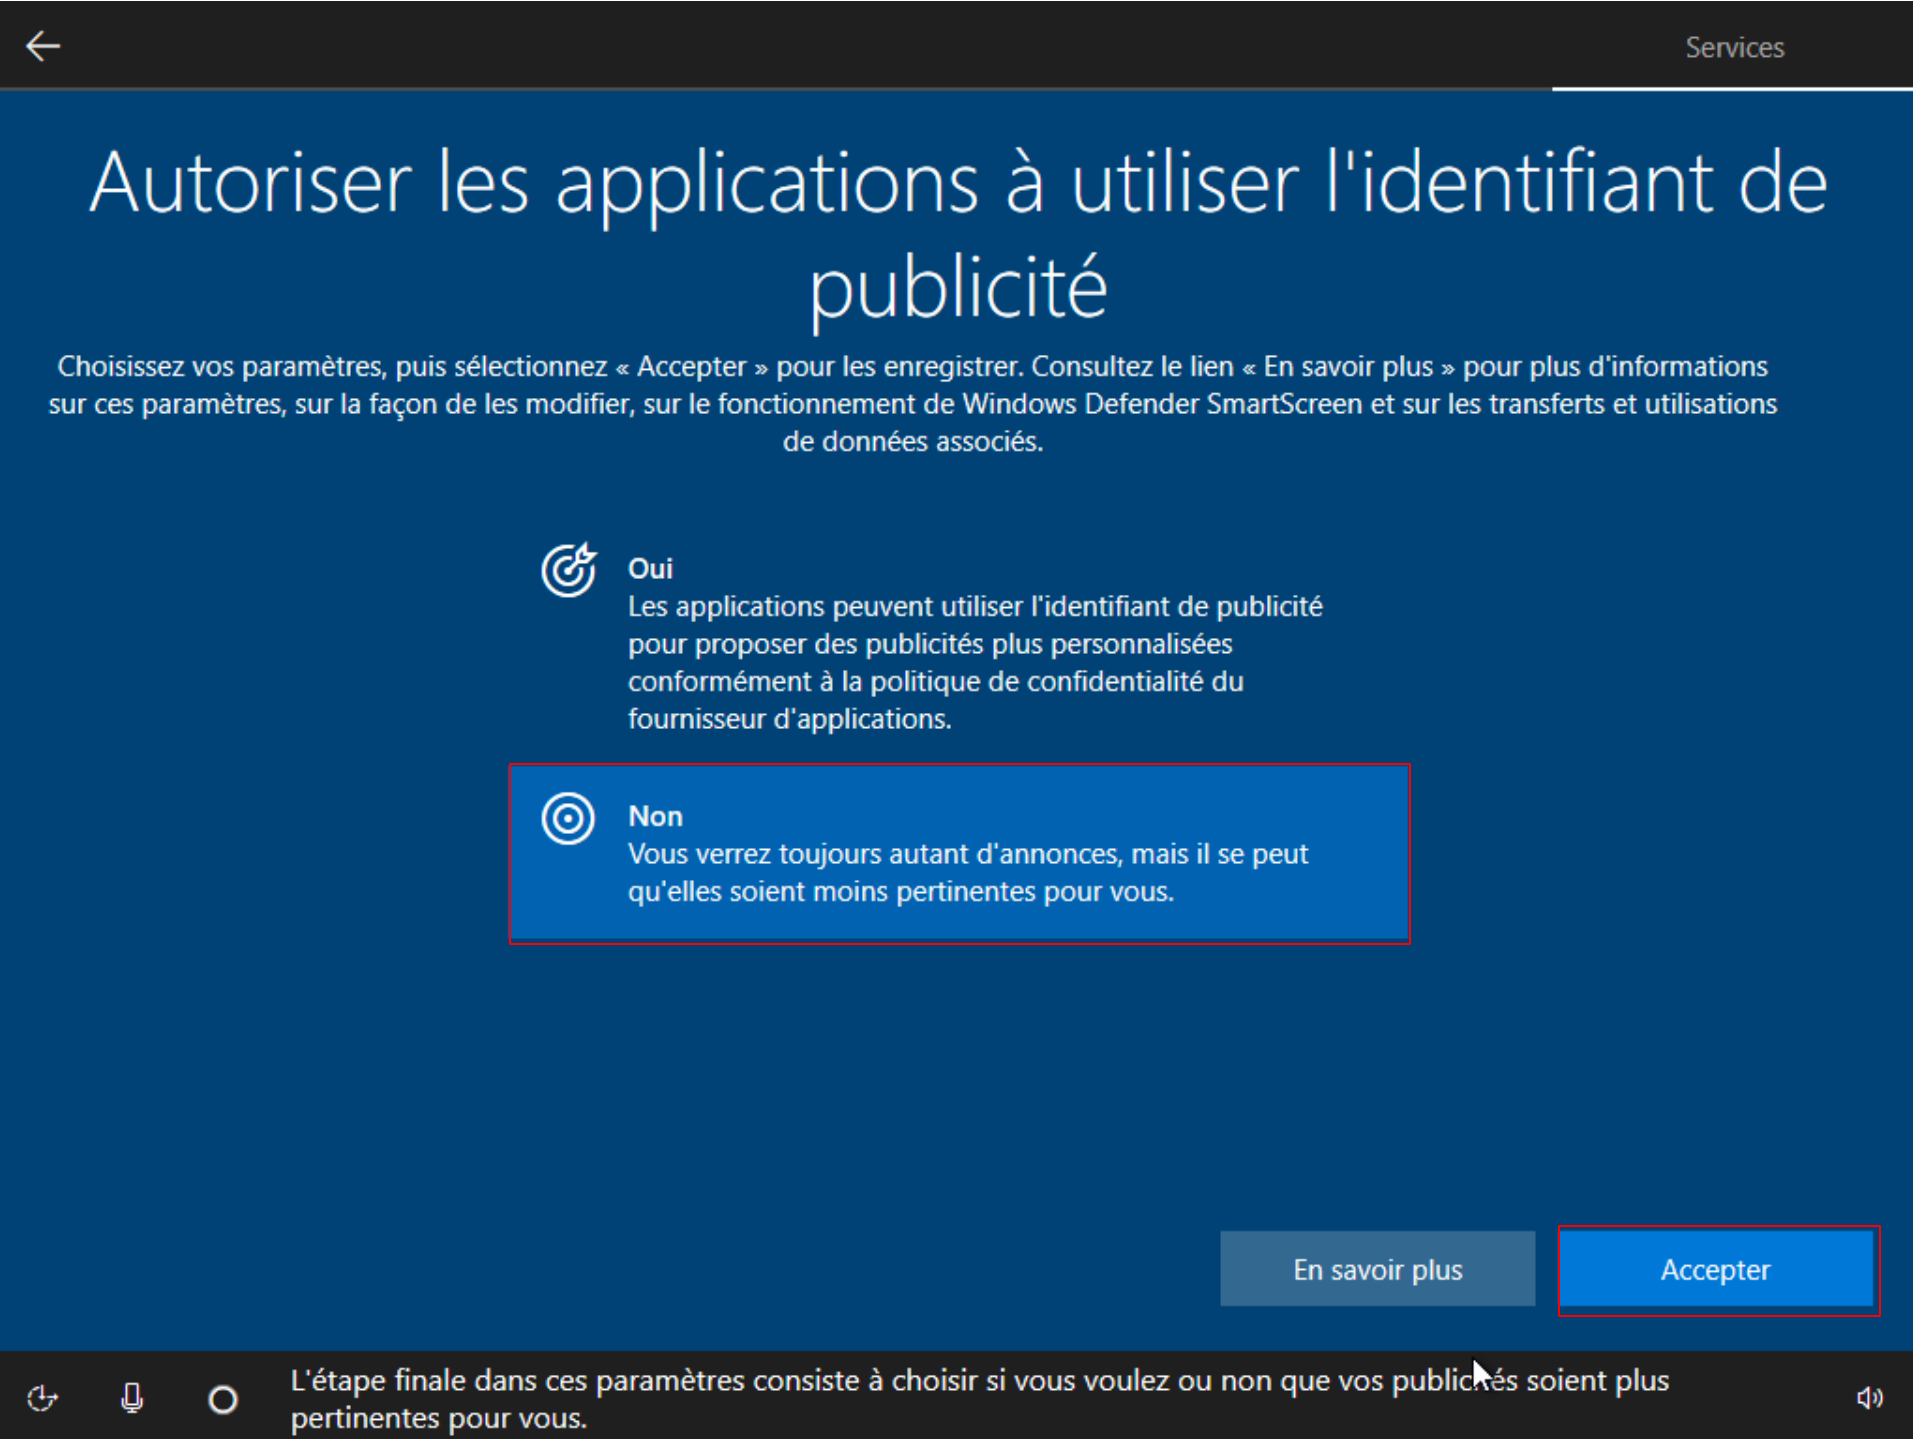 Services
Autoriser les applications à utiliser l'identifiant de
publicité
Choisissez vos paramètres, puis sélectionnez « Accepter » pour les enregistrer. Consultez le lien « En savoir plus » pour plus d'informations
sur ces paramètres, sur la façon de les modifier, sur le fonctionnement de Windows Defender SmartScreen et sur les transferts et utilisations
de données associés.
Oui
Les applications peuvent utiliser l'identifiant de publicité
pour proposer des publicités plus personnalisées
conformément à la politique de confidentialité du
fournisseur d'applications.
Non
Vous verrez toujours autant d'annonces, mais il se peut
qu'elles soient moins pertinentes pour vous.
En savoir plus
Accepter
L'étape finale dans ces paramètres consiste à choisir si vous voulez ou non que vos publicités soient plus
pertinentes pour vous.